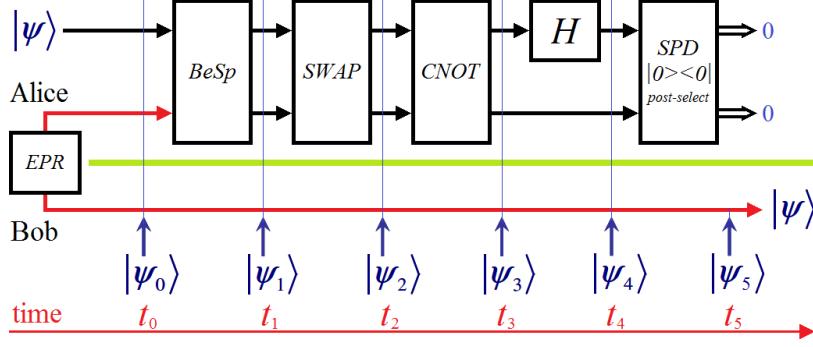 |ψ⟩
BeSp
SWAP
CNOT
H
SPD
|0><0|
post-select
0
0
Alice
EPR
Bob
|ψ⟩
|ψ₀⟩ |ψ₁⟩ |ψ₂⟩ |ψ₃⟩ |ψ₄⟩ |ψ₅⟩
time t₀ t₁ t₂ t₃ t₄ t₅